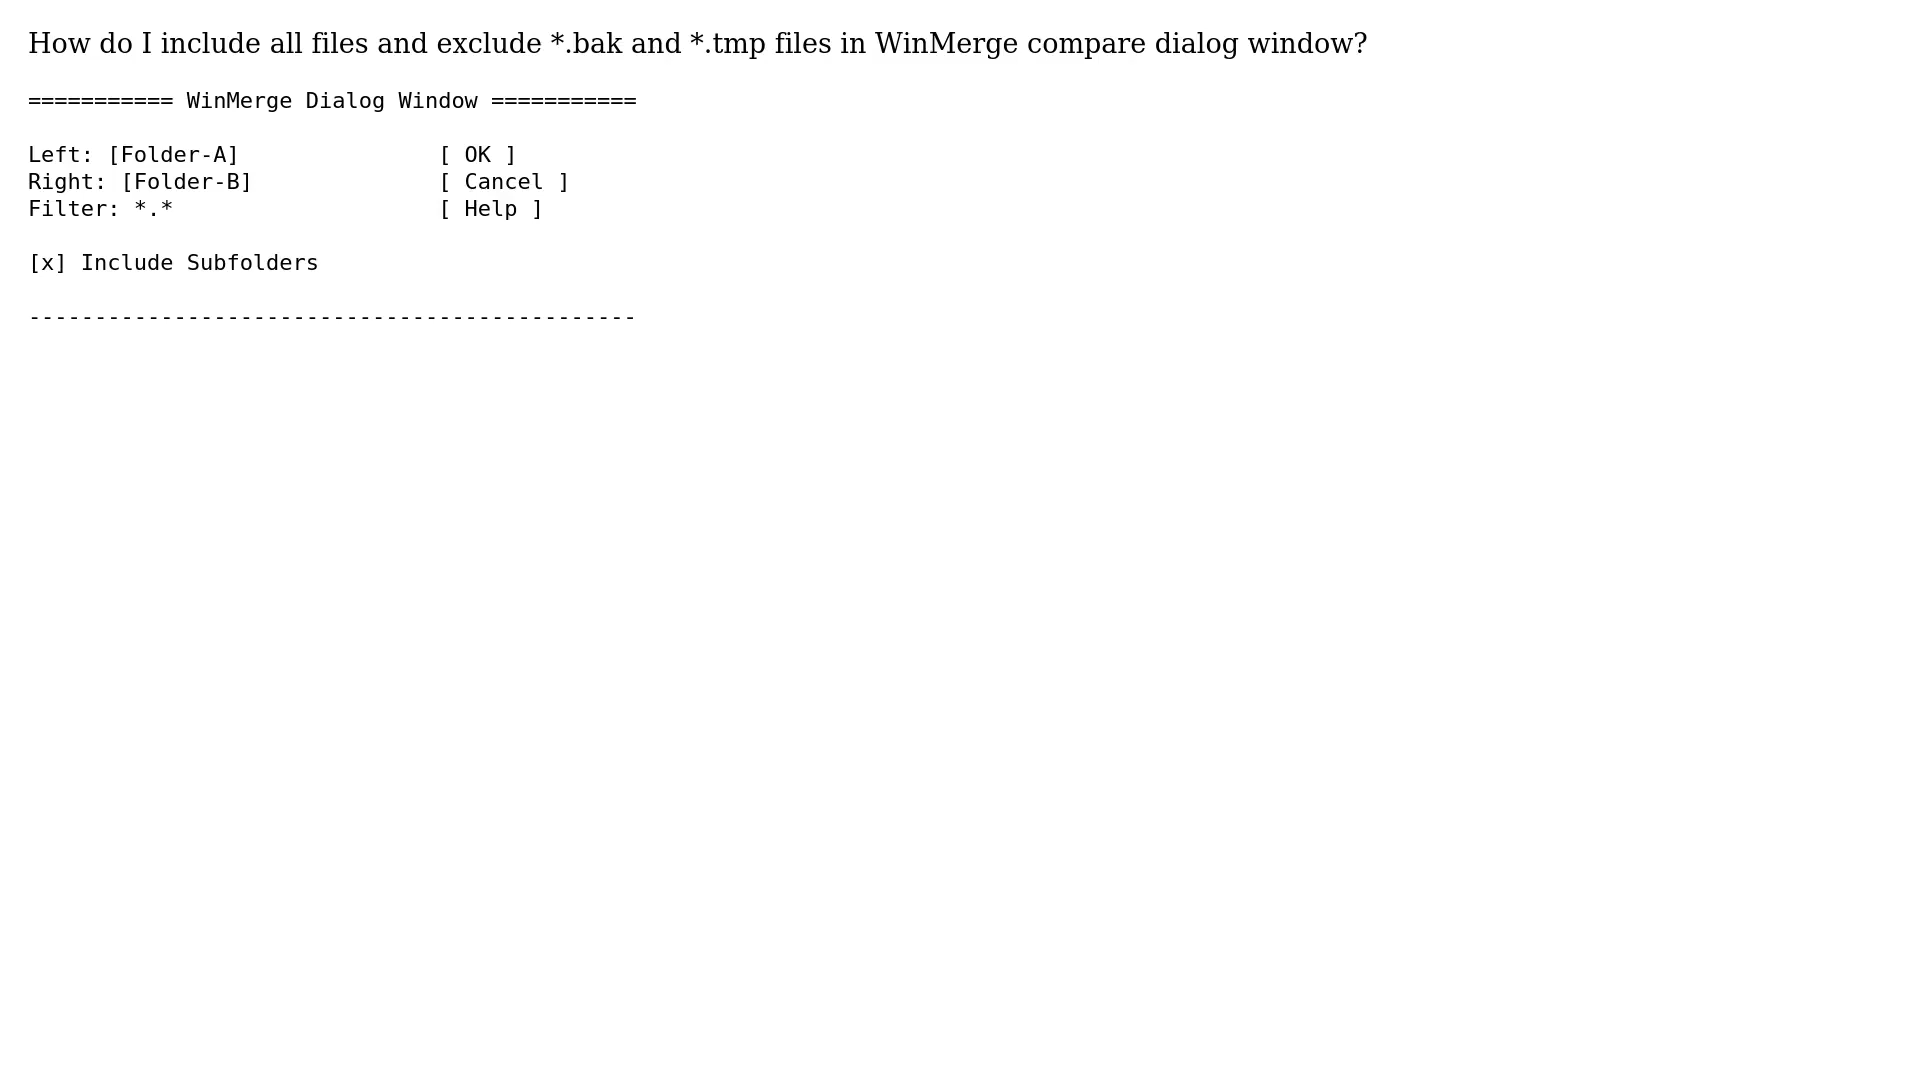 How do I include all files and exclude *.bak and *.tmp files in WinMerge compare dialog window?
=========== WinMerge Dialog Window ===========
Left: [Folder-A]               [ OK ]
Right: [Folder-B]              [ Cancel ]
Filter: *.*                    [ Help ]
[x] Include Subfolders
----------------------------------------------